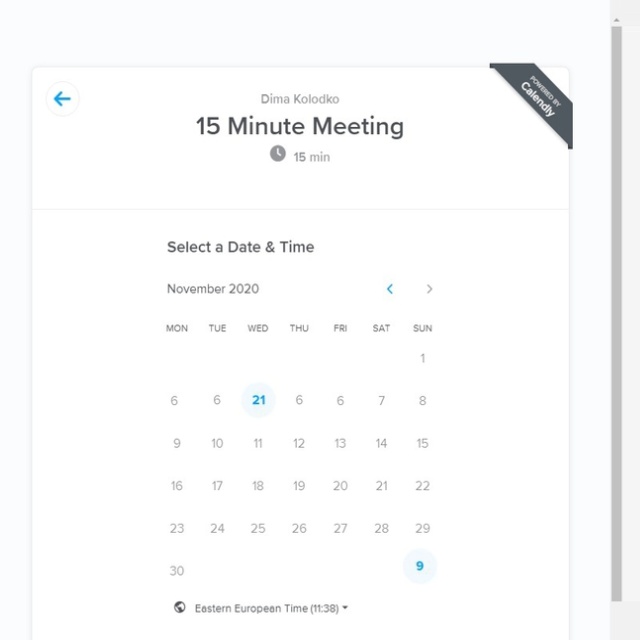 POWERED BY
Calendly
Dima Kolodko
15 Minute Meeting
15 min
Select a Date & Time
November 2020
MON TUE WED THU FRI SAT SUN
1
6 6 21 6 6 7 8
9 10 11 12 13 14 15
16 17 18 19 20 21 22
23 24 25 26 27 28 29
30 9
Eastern European Time (11:38)